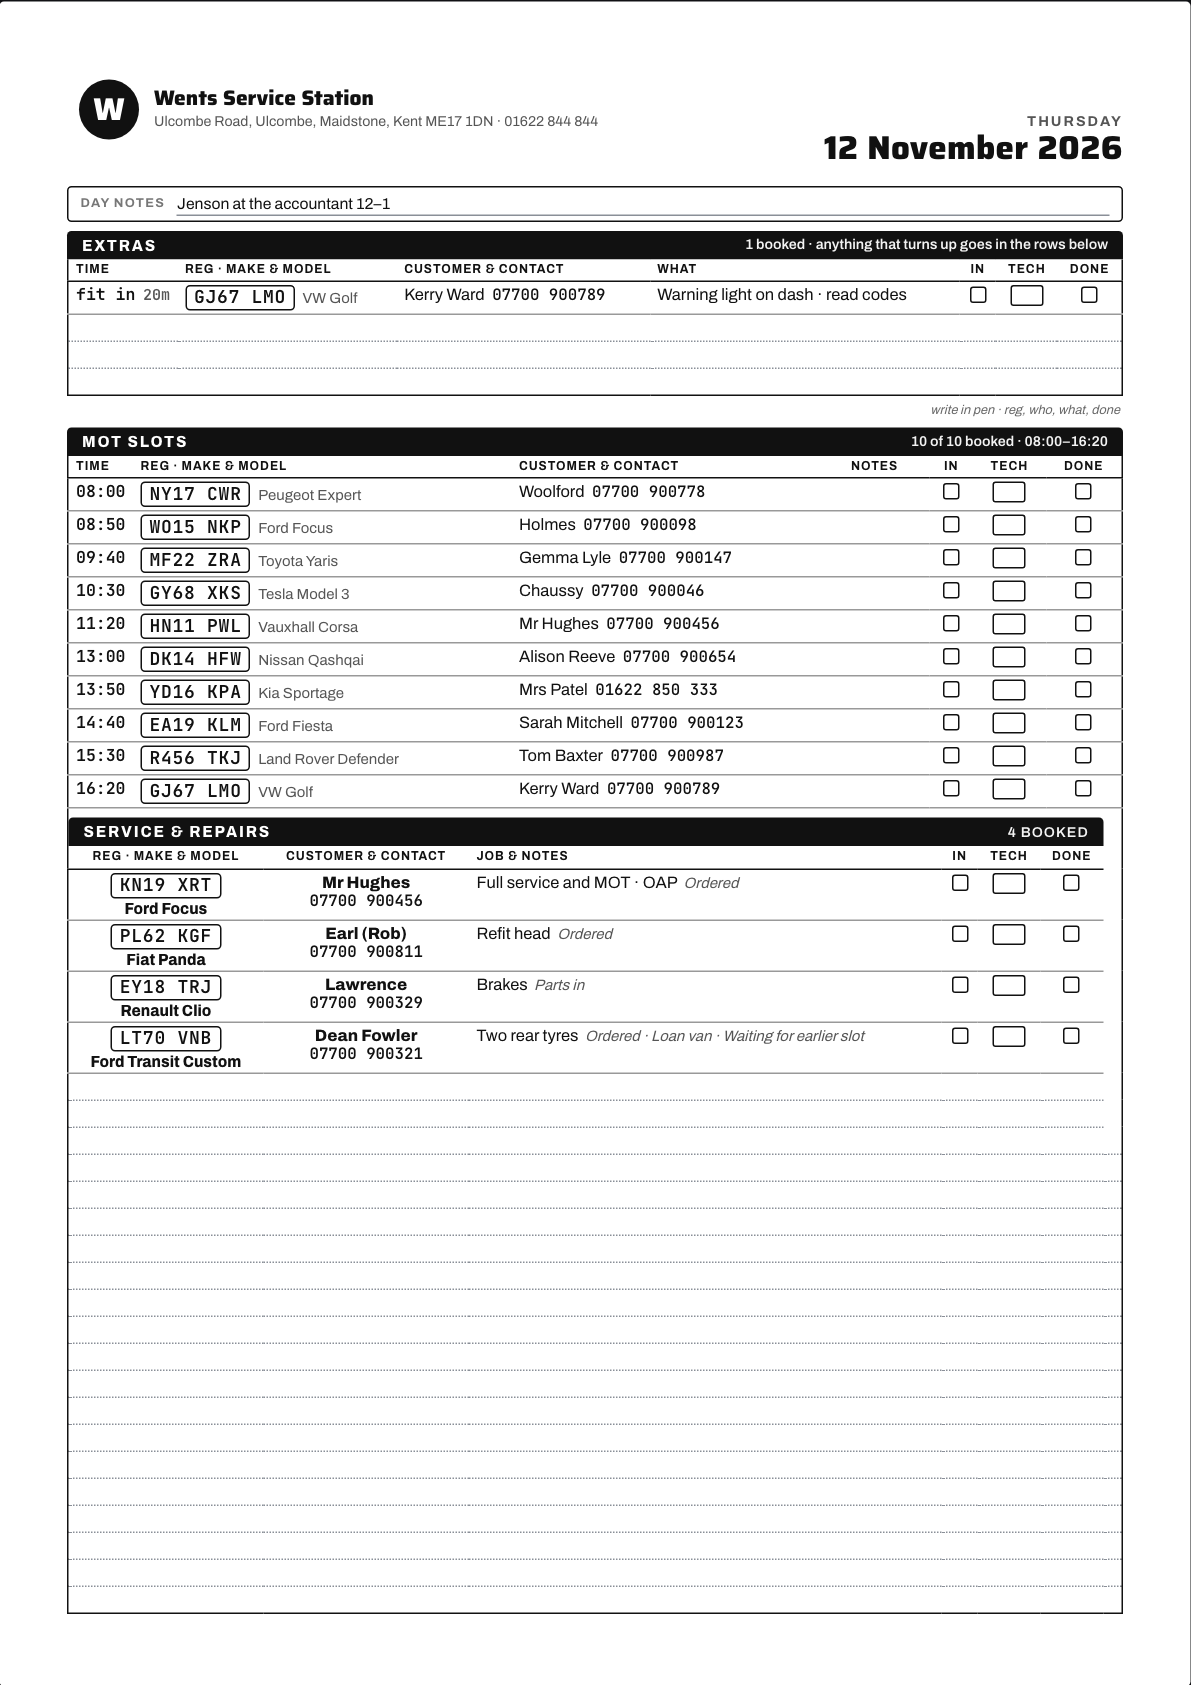 W
Wents Service Station
Ulcombe Road, Ulcombe, Maidstone, Kent ME17 1DN · 01622 844 844
THURSDAY
12 November 2026
DAY NOTES Jenson at the accountant 12–1
EXTRAS 1 booked · anything that turns up goes in the rows below
TIME REG · MAKE & MODEL CUSTOMER & CONTACT WHAT IN TECH DONE
fit in 20m GJ67 LMO VW Golf Kerry Ward 07700 900789 Warning light on dash · read codes
write in pen · reg, who, what, done
MOT SLOTS 10 of 10 booked · 08:00–16:20
TIME REG · MAKE & MODEL CUSTOMER & CONTACT NOTES IN TECH DONE
08:00 NY17 CWR Peugeot Expert Woolford 07700 900778
08:50 WO15 NKP Ford Focus Holmes 07700 900098
09:40 MF22 ZRA Toyota Yaris Gemma Lyle 07700 900147
10:30 GY68 XKS Tesla Model 3 Chaussy 07700 900046
11:20 HN11 PWL Vauxhall Corsa Mr Hughes 07700 900456
13:00 DK14 HFW Nissan Qashqai Alison Reeve 07700 900654
13:50 YD16 KPA Kia Sportage Mrs Patel 01622 850 333
14:40 EA19 KLM Ford Fiesta Sarah Mitchell 07700 900123
15:30 R456 TKJ Land Rover Defender Tom Baxter 07700 900987
16:20 GJ67 LMO VW Golf Kerry Ward 07700 900789
SERVICE & REPAIRS 4 BOOKED
REG · MAKE & MODEL CUSTOMER & CONTACT JOB & NOTES IN TECH DONE
KN19 XRT Mr Hughes Full service and MOT · OAP Ordered
Ford Focus 07700 900456
PL62 KGF Earl (Rob) Refit head Ordered
Fiat Panda 07700 900811
EY18 TRJ Lawrence Brakes Parts in
Renault Clio 07700 900329
LT70 VNB Dean Fowler Two rear tyres Ordered · Loan van · Waiting for earlier slot
Ford Transit Custom 07700 900321